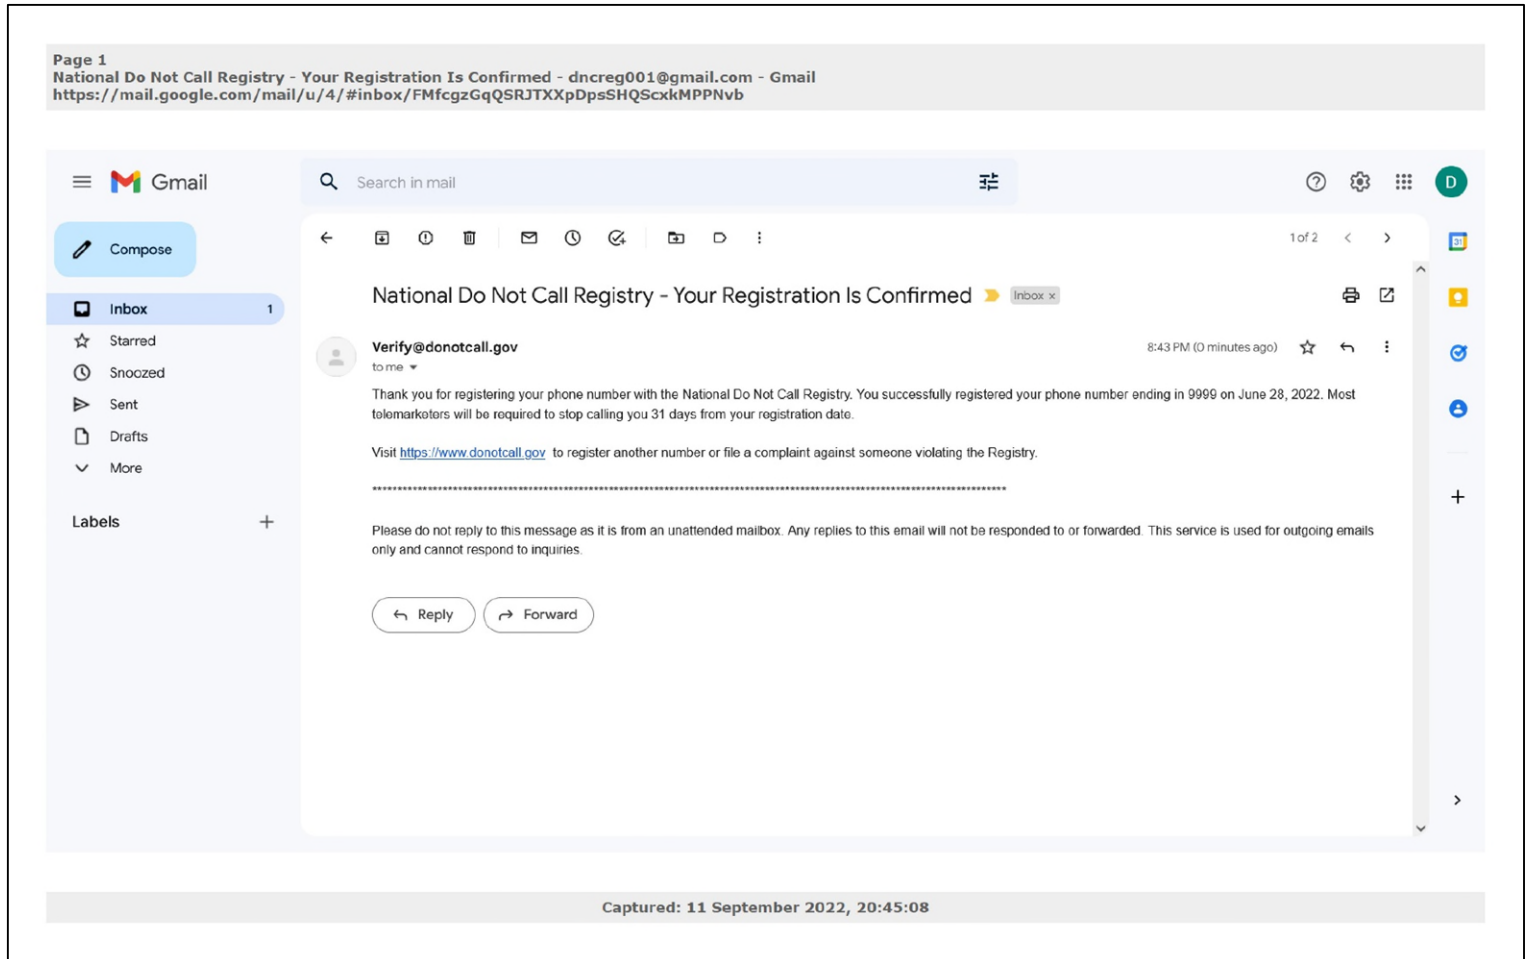 Page 1
National Do Not Call Registry - Your Registration Is Confirmed - dncreg001@gmail.com - Gmail
https://mail.google.com/mail/u/4/#inbox/FMfcgzGqQSRJTXXpDpsSHQScxkMPPNvb
Gmail
Search in mail
D
Compose
1 of 2
31
National Do Not Call Registry - Your Registration Is Confirmed
Inbox x
Inbox 1
Starred
Snoozed
Sent
Drafts
More
Labels
Verify@donotcall.gov
8:43 PM (0 minutes ago)
to me
Thank you for registering your phone number with the National Do Not Call Registry. You successfully registered your phone number ending in 9999 on June 28, 2022. Most
telemarketers will be required to stop calling you 31 days from your registration date.
Visit https://www.donotcall.gov to register another number or file a complaint against someone violating the Registry.
Please do not reply to this message as it is from an unattended mailbox. Any replies to this email will not be responded to or forwarded. This service is used for outgoing emails
only and cannot respond to inquiries.
Reply
Forward
Captured: 11 September 2022, 20:45:08